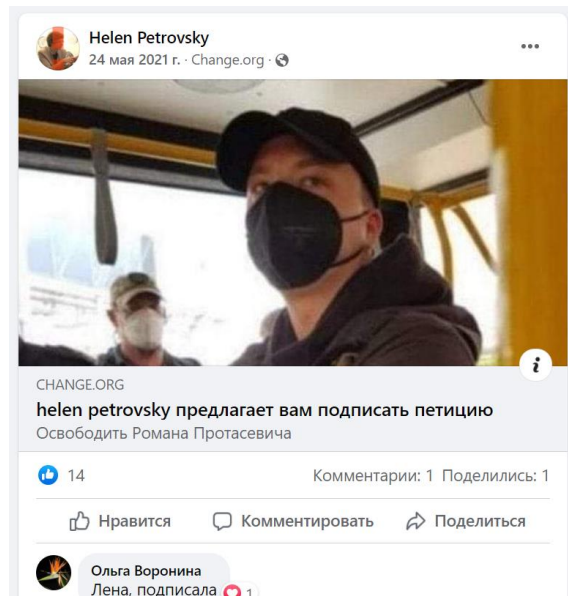 Helen Petrovsky
24 мая 2021 г. · Change.org ·
CHANGE.ORG
helen petrovsky предлагает вам подписать петицию
Освободить Романа Протасевича
14
Комментарии: 1 Поделились: 1
Нравится Комментировать Поделиться
Ольга Воронина
Лена, подписала
1